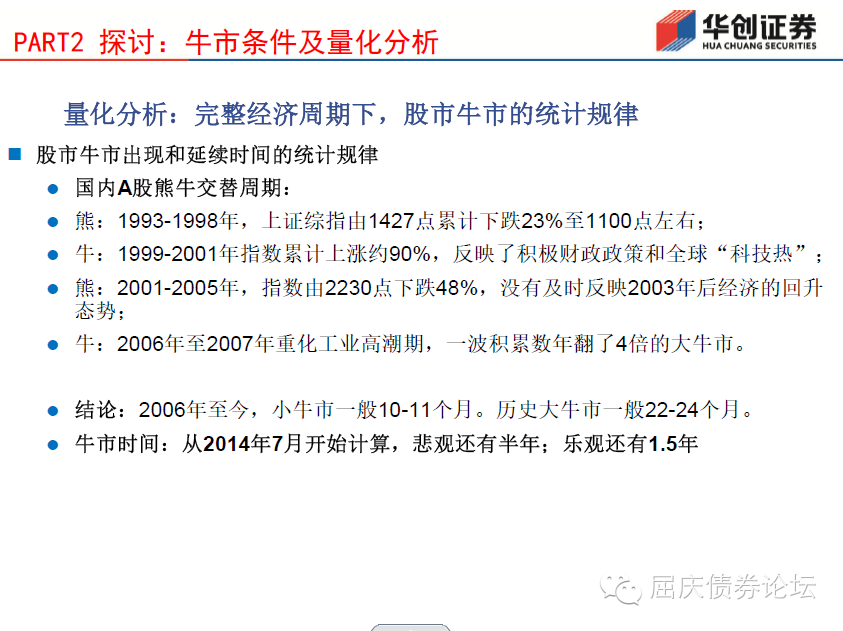 PART2 探讨：牛市条件及量化分析
华创证券
HUA CHUANG SECURITIES
量化分析：完整经济周期下，股市牛市的统计规律
股市牛市出现和延续时间的统计规律
国内A股熊牛交替周期：
熊：1993-1998年，上证综指由1427点累计下跌23%至1100点左右；
牛：1999-2001年指数累计上涨约90%，反映了积极财政政策和全球“科技热”；
熊：2001-2005年，指数由2230点下跌48%，没有及时反映2003年后经济的回升
态势；
牛：2006年至2007年重化工业高潮期，一波积累数年翻了4倍的大牛市。
结论：2006年至今，小牛市一般10-11个月。历史大牛市一般22-24个月。
牛市时间：从2014年7月开始计算，悲观还有半年；乐观还有1.5年
屈庆债券论坛